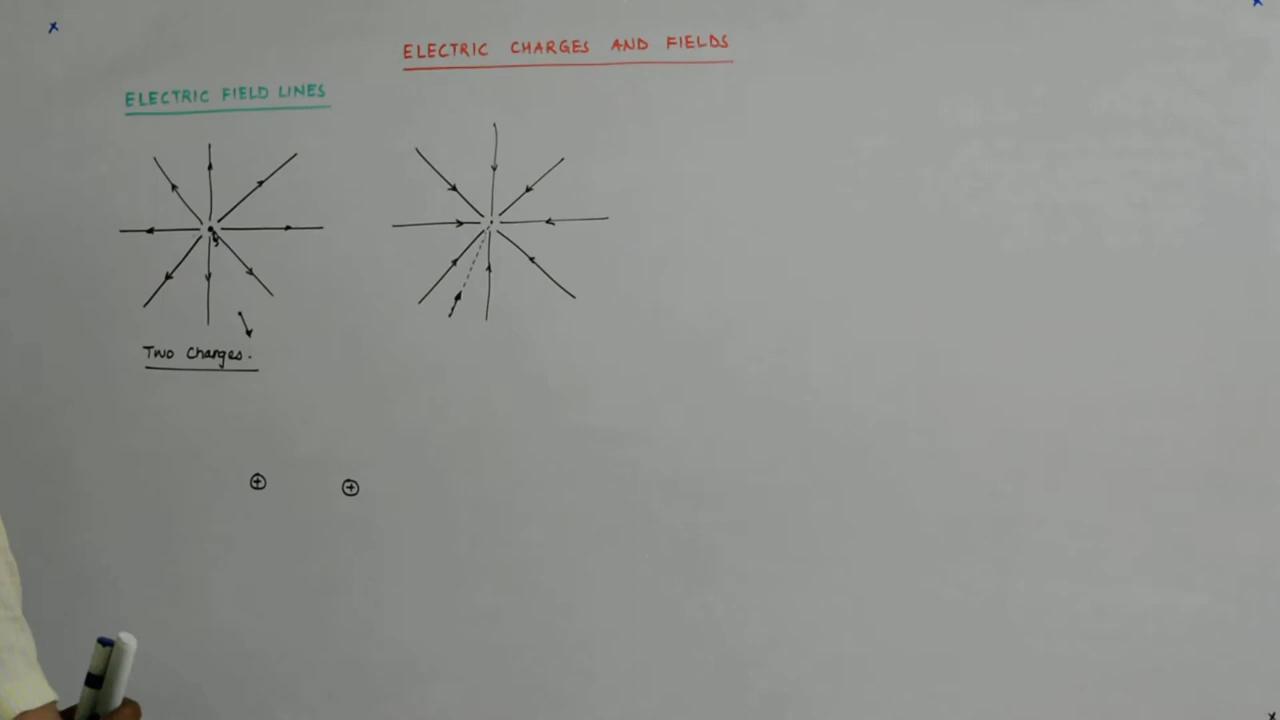 ELECTRIC CHARGES AND FIELDS
ELECTRIC FIELD LINES
Two Charges.
+ +